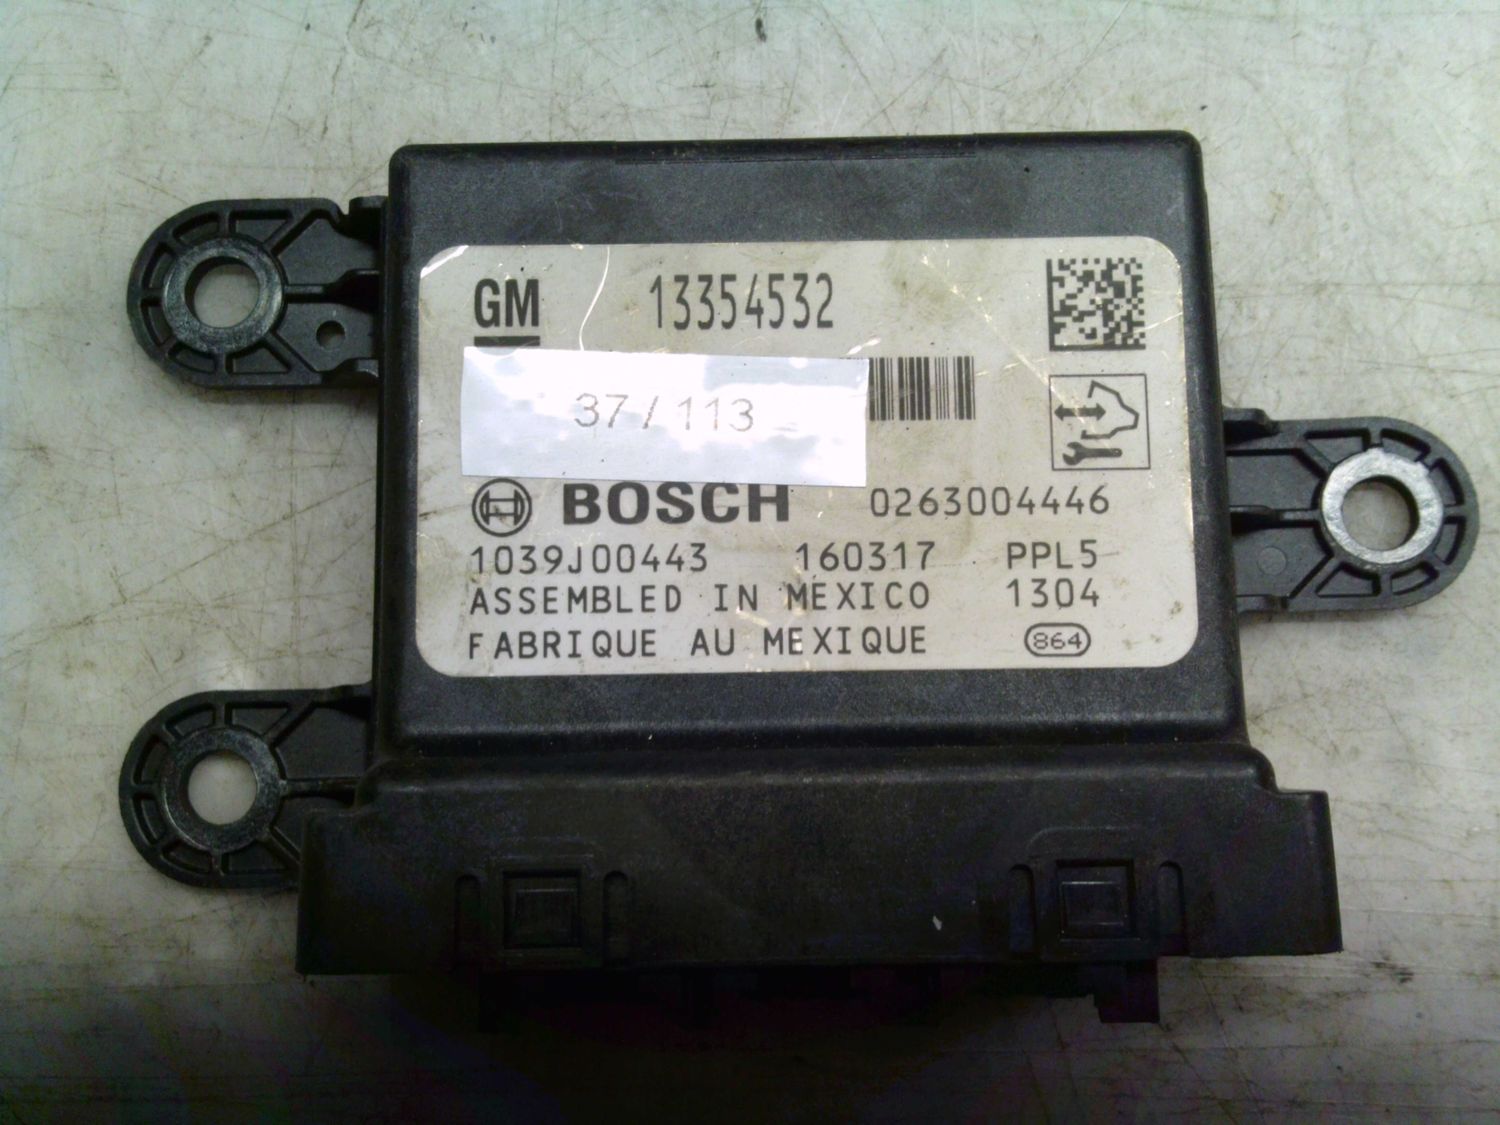 GM 13354532
37/113
BOSCH 0263004446
1039J00443 160317 PPL5
ASSEMBLED IN MEXICO 1304
FABRIQUE AU MEXIQUE 864